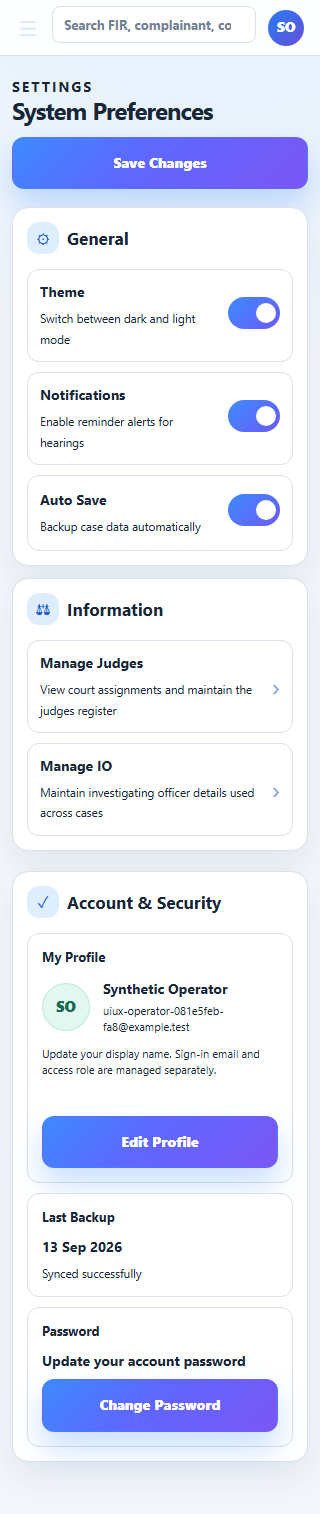 Search FIR, complainant, co
SO
SETTINGS
System Preferences
Save Changes
General
Theme
Switch between dark and light
mode
Notifications
Enable reminder alerts for
hearings
Auto Save
Backup case data automatically
Information
Manage Judges
View court assignments and maintain the
judges register
Manage IO
Maintain investigating officer details used
across cases
Account & Security
My Profile
SO
Synthetic Operator
uiux-operator-081e5feb-
fa8@example.test
Update your display name. Sign-in email and
access role are managed separately.
Edit Profile
Last Backup
13 Sep 2026
Synced successfully
Password
Update your account password
Change Password